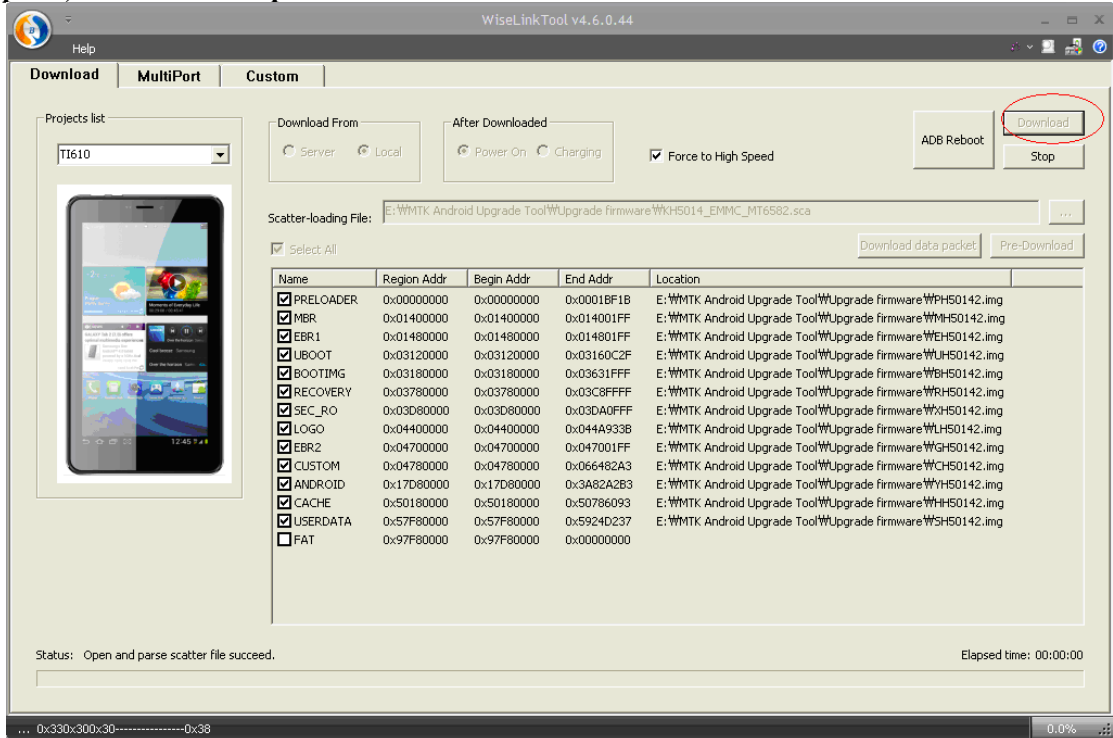 WiseLinkTool v4.6.0.44
Help
Download MultiPort Custom
Projects list
TI610
Download From
Server Local
After Downloaded
Power On Charging
Force to High Speed
ADB Reboot
Download
Stop
Scatter-loading File: E:₩MTK Android Upgrade Tool₩Upgrade firmware₩KH5014_EMMC_MT6582.sca ...
Select All
Download data packet Pre-Download
Name Region Addr Begin Addr End Addr Location
PRELOADER 0x00000000 0x00000000 0x0001BF1B E:₩MTK Android Upgrade Tool₩Upgrade firmware₩PH50142.img
MBR 0x01400000 0x01400000 0x014001FF E:₩MTK Android Upgrade Tool₩Upgrade firmware₩MH50142.img
EBR1 0x01480000 0x01480000 0x014801FF E:₩MTK Android Upgrade Tool₩Upgrade firmware₩EH50142.img
UBOOT 0x03120000 0x03120000 0x03160C2F E:₩MTK Android Upgrade Tool₩Upgrade firmware₩UH50142.img
BOOTIMG 0x03180000 0x03180000 0x03631FFF E:₩MTK Android Upgrade Tool₩Upgrade firmware₩BH50142.img
RECOVERY 0x03780000 0x03780000 0x03C8FFFF E:₩MTK Android Upgrade Tool₩Upgrade firmware₩RH50142.img
SEC_RO 0x03D80000 0x03D80000 0x03DA0FFF E:₩MTK Android Upgrade Tool₩Upgrade firmware₩XH50142.img
LOGO 0x04400000 0x04400000 0x044A933B E:₩MTK Android Upgrade Tool₩Upgrade firmware₩LH50142.img
EBR2 0x04700000 0x04700000 0x047001FF E:₩MTK Android Upgrade Tool₩Upgrade firmware₩GH50142.img
CUSTOM 0x04780000 0x04780000 0x066482A3 E:₩MTK Android Upgrade Tool₩Upgrade firmware₩CH50142.img
ANDROID 0x17D80000 0x17D80000 0x3A82A2B3 E:₩MTK Android Upgrade Tool₩Upgrade firmware₩YH50142.img
CACHE 0x50180000 0x50180000 0x50786093 E:₩MTK Android Upgrade Tool₩Upgrade firmware₩HH50142.img
USERDATA 0x57F80000 0x57F80000 0x5924D237 E:₩MTK Android Upgrade Tool₩Upgrade firmware₩SH50142.img
FAT 0x97F80000 0x97F80000 0x00000000
12:45
Status: Open and parse scatter file succeed. Elapsed time: 00:00:00
... 0x330x300x30----------------0x38 0.0%